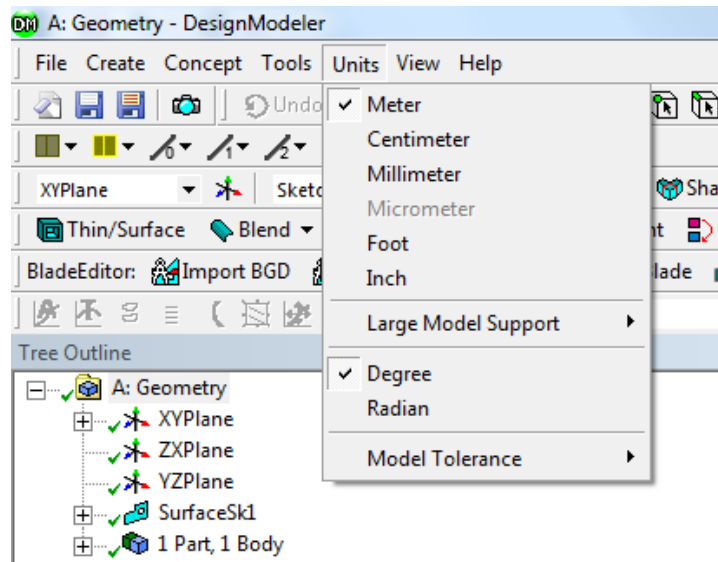 DM A: Geometry - DesignModeler
File Create Concept Tools Units View Help
Undo
Meter
Centimeter
Millimeter
Micrometer
Foot
Inch
Large Model Support
Degree
Radian
Model Tolerance
XYPlane Sketc Sha
Thin/Surface Blend nt
BladeEditor: Import BGD lade
Tree Outline
A: Geometry
XYPlane
ZXPlane
YZPlane
SurfaceSk1
1 Part, 1 Body